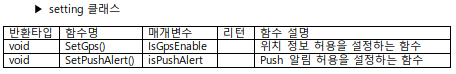 ▶ setting 클래스
반환타입 함수명 매개변수 리턴 함수 설명
void SetGps() IsGpsEnable 위치 정보 허용을 설정하는 함수
void SetPushAlert() isPushAlert Push 알림 허용을 설정하는 함수